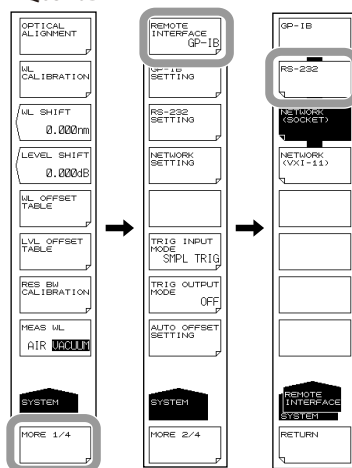 OPTICAL
ALIGNMENT
WL
CALIBRATION
WL SHIFT
0.000nm
LEVEL SHIFT
0.000dB
WL OFFSET
TABLE
LVL OFFSET
TABLE
RES BW
CALIBRATION
MEAS WL
AIR VACUUM
SYSTEM
MORE 1/4
REMOTE
INTERFACE
GP-IB
GP-IB
SETTING
RS-232
SETTING
NETWORK
SETTING
TRIG INPUT
MODE
SMPL TRIG
TRIG OUTPUT
MODE
OFF
AUTO OFFSET
SETTING
SYSTEM
MORE 2/4
GP-IB
RS-232
NETWORK
(SOCKET)
NETWORK
(VXI-11)
REMOTE
INTERFACE
SYSTEM
RETURN